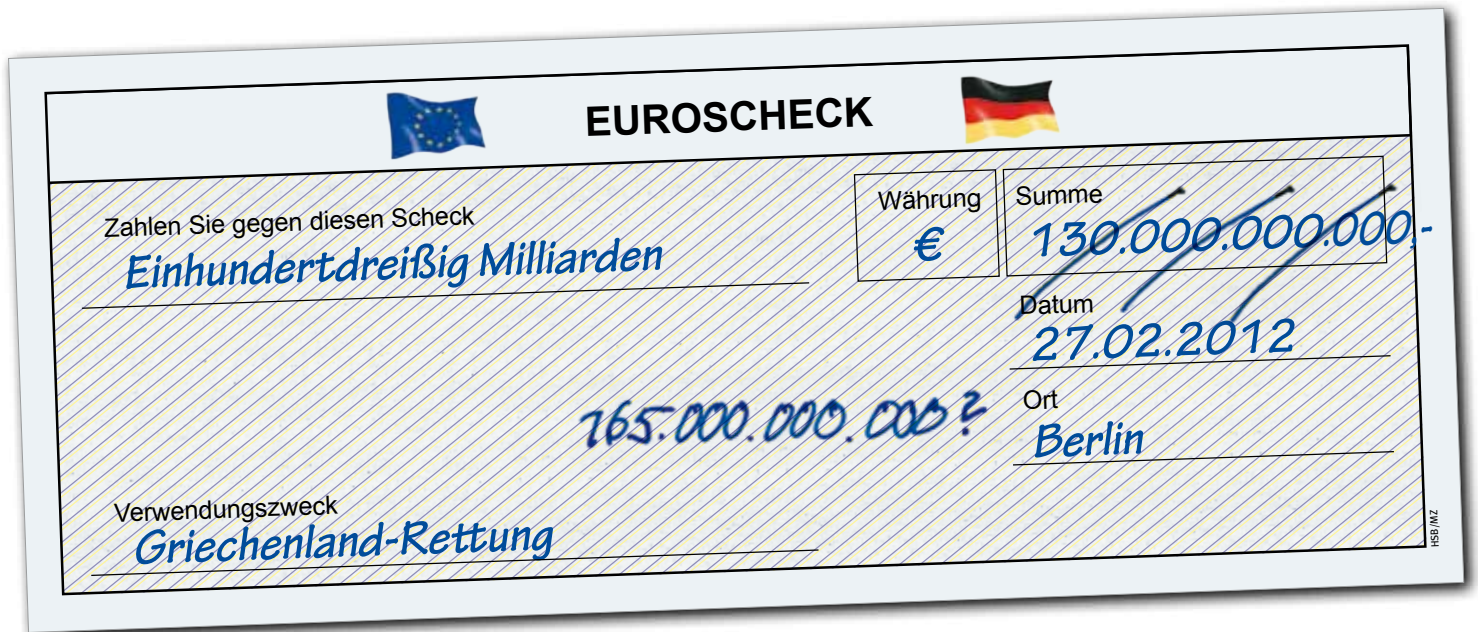 EUROSCHECK
Zahlen Sie gegen diesen Scheck
Einhundertdreißig Milliarden
Währung
€
Summe
130.000.000.000,-
Datum
27.02.2012
165.000.000.000?
Ort
Berlin
Verwendungszweck
Griechenland-Rettung
HSB/MZ